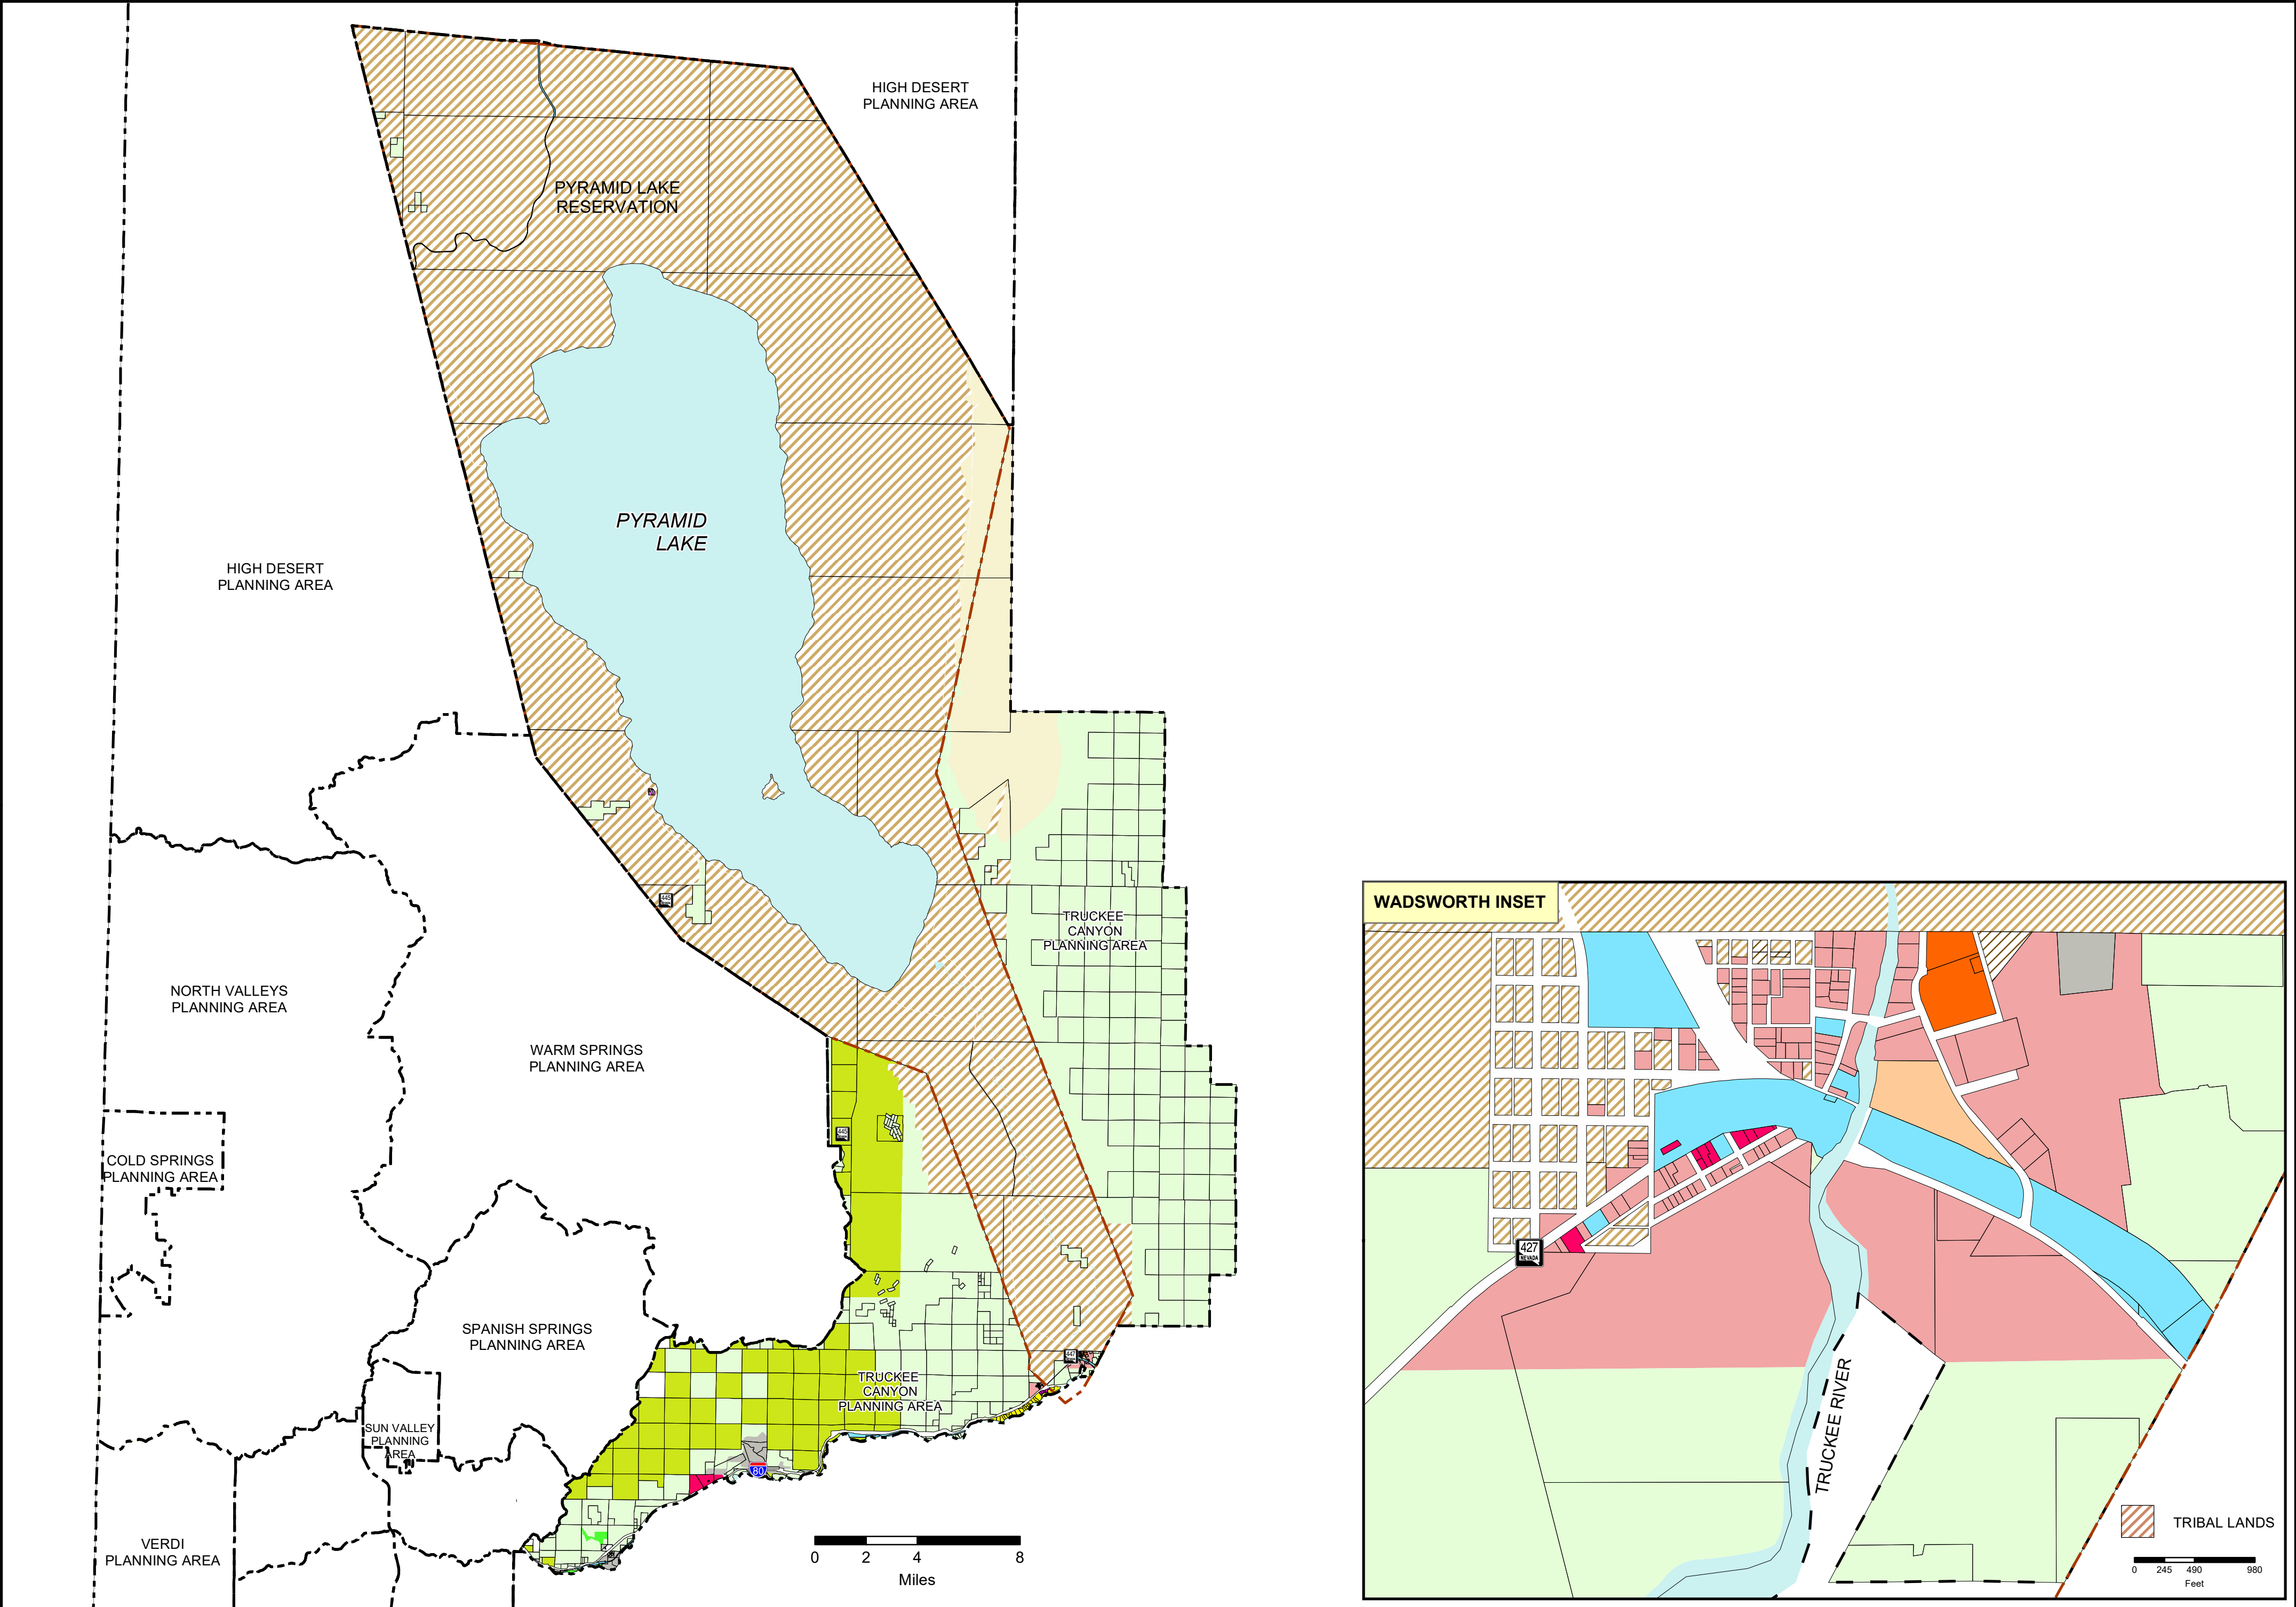 HIGH DESERT
PLANNING AREA
PYRAMID LAKE
RESERVATION
PYRAMID
LAKE
HIGH DESERT
PLANNING AREA
445
TRUCKEE
CANYON
PLANNING AREA
NORTH VALLEYS
PLANNING AREA
WARM SPRINGS
PLANNING AREA
445
COLD SPRINGS
PLANNING AREA
SPANISH SPRINGS
PLANNING AREA
447
TRUCKEE
CANYON
PLANNING AREA
SUN VALLEY
PLANNING
AREA
80
VERDI
PLANNING AREA
0 2 4 8
Miles
WADSWORTH INSET
427
NEVADA
TRUCKEE RIVER
TRIBAL LANDS
0 245 490 980
Feet